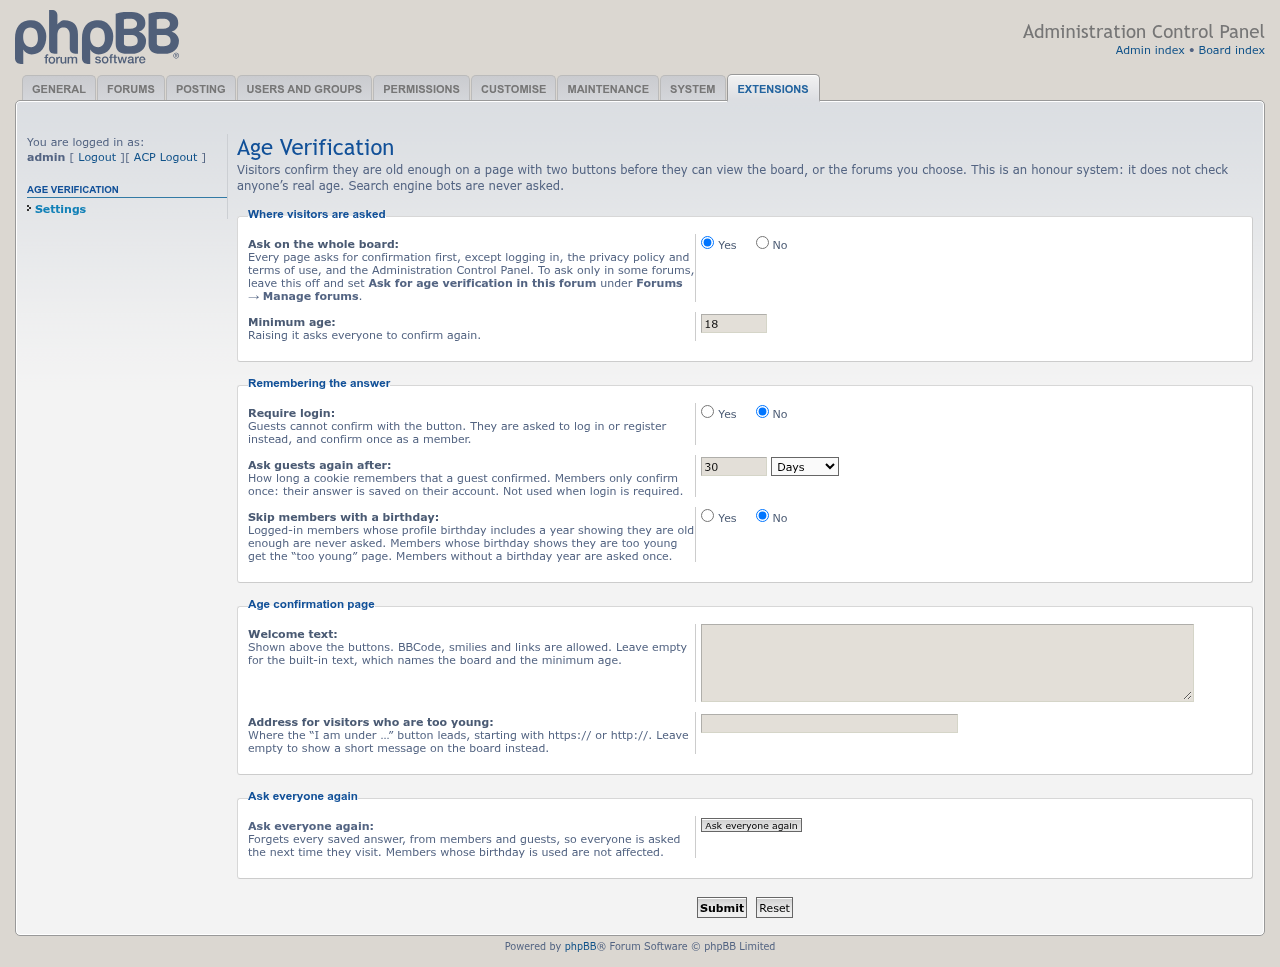 phpBB®
forum software
Administration Control Panel
Admin index • Board index
GENERAL FORUMS POSTING USERS AND GROUPS PERMISSIONS CUSTOMISE MAINTENANCE SYSTEM EXTENSIONS
You are logged in as:
admin [ Logout ][ ACP Logout ]
AGE VERIFICATION
Settings
Age Verification
Visitors confirm they are old enough on a page with two buttons before they can view the board, or the forums you choose. This is an honour system: it does not check
anyone’s real age. Search engine bots are never asked.
Where visitors are asked
Ask on the whole board:
Yes No
Every page asks for confirmation first, except logging in, the privacy policy and
terms of use, and the Administration Control Panel. To ask only in some forums,
leave this off and set Ask for age verification in this forum under Forums
→ Manage forums.
Minimum age:
18
Raising it asks everyone to confirm again.
Remembering the answer
Require login:
Yes No
Guests cannot confirm with the button. They are asked to log in or register
instead, and confirm once as a member.
Ask guests again after:
30 Days
How long a cookie remembers that a guest confirmed. Members only confirm
once: their answer is saved on their account. Not used when login is required.
Skip members with a birthday:
Yes No
Logged-in members whose profile birthday includes a year showing they are old
enough are never asked. Members whose birthday shows they are too young
get the “too young” page. Members without a birthday year are asked once.
Age confirmation page
Welcome text:
Shown above the buttons. BBCode, smilies and links are allowed. Leave empty
for the built-in text, which names the board and the minimum age.
Address for visitors who are too young:
Where the “I am under …” button leads, starting with https:// or http://. Leave
empty to show a short message on the board instead.
Ask everyone again
Ask everyone again:
Ask everyone again
Forgets every saved answer, from members and guests, so everyone is asked
the next time they visit. Members whose birthday is used are not affected.
Submit Reset
Powered by phpBB® Forum Software © phpBB Limited